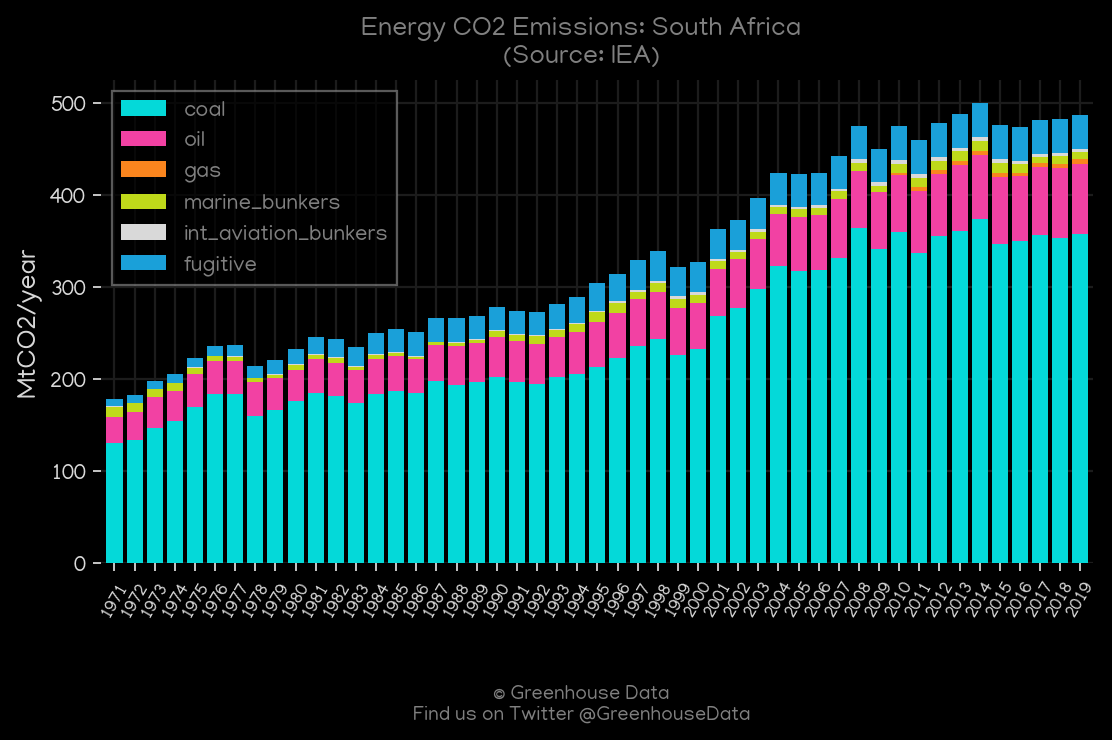 Energy CO2 Emissions: South Africa
(Source: IEA)
MtCO2/year
500
400
300
200
100
0
coal
oil
gas
marine_bunkers
int_aviation_bunkers
fugitive
1971 1972 1973 1974 1975 1976 1977 1978 1979 1980 1981 1982 1983 1984 1985 1986 1987 1988 1989 1990 1991 1992 1993 1994 1995 1996 1997 1998 1999 2000 2001 2002 2003 2004 2005 2006 2007 2008 2009 2010 2011 2012 2013 2014 2015 2016 2017 2018 2019
© Greenhouse Data
Find us on Twitter @GreenhouseData